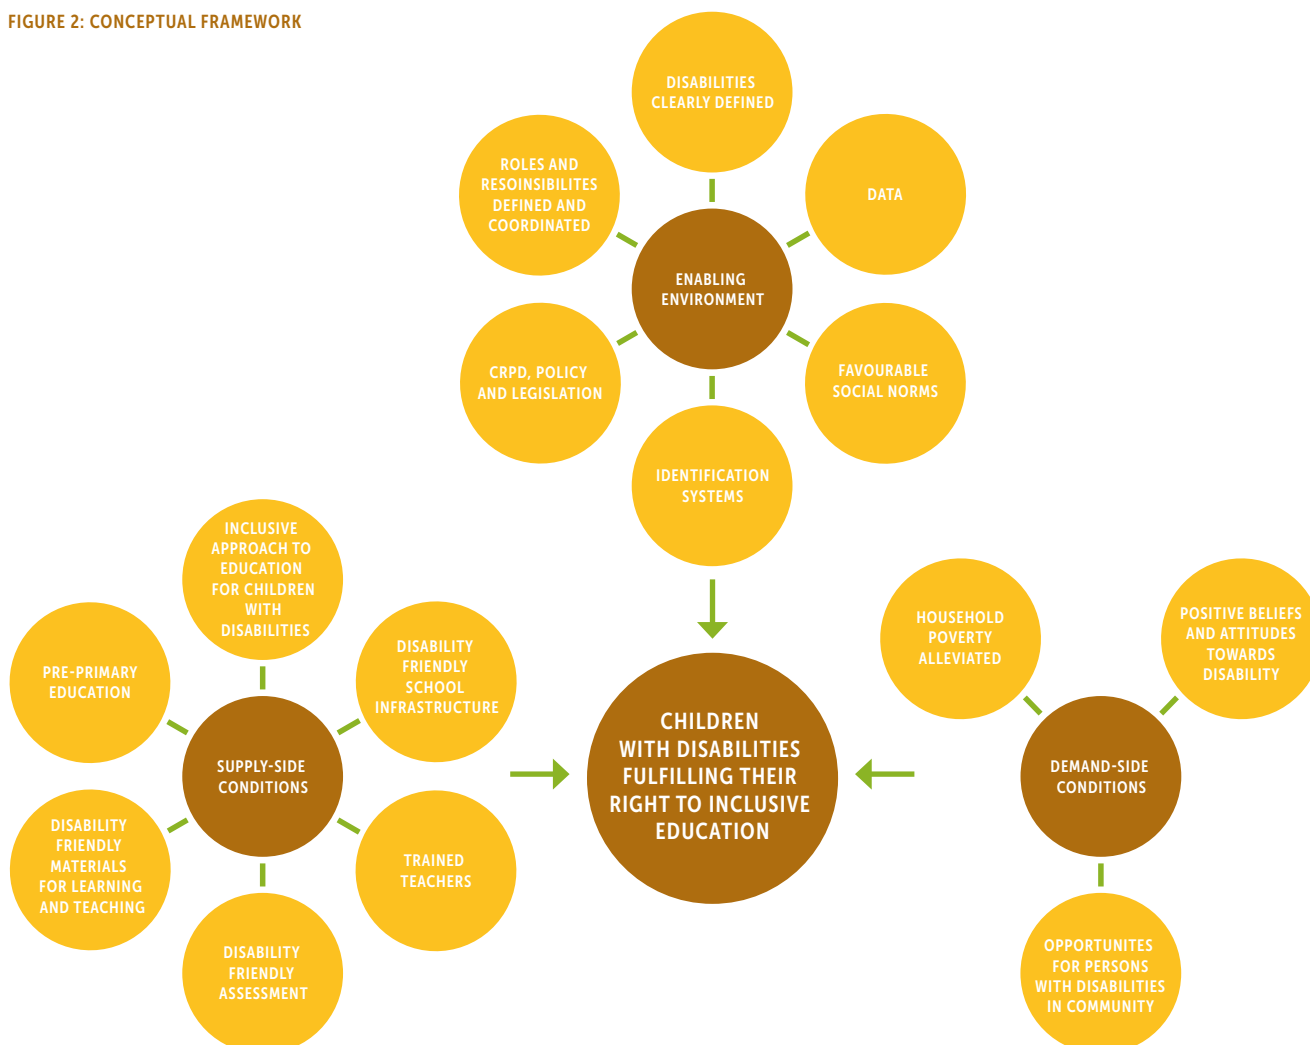 FIGURE 2: CONCEPTUAL FRAMEWORK
DISABILITIES
CLEARLY DEFINED
ROLES AND
RESOINSIBILITES
DEFINED AND
COORDINATED
DATA
ENABLING
ENVIRONMENT
CRPD, POLICY
AND LEGISLATION
FAVOURABLE
SOCIAL NORMS
IDENTIFICATION
SYSTEMS
INCLUSIVE
APPROACH TO
EDUCATION
FOR CHILDREN
WITH
DISABILITIES
PRE-PRIMARY
EDUCATION
DISABILITY
FRIENDLY
SCHOOL
INFRASTRUCTURE
SUPPLY-SIDE
CONDITIONS
DISABILITY
FRIENDLY
MATERIALS
FOR LEARNING
AND TEACHING
TRAINED
TEACHERS
DISABILITY
FRIENDLY
ASSESSMENT
CHILDREN
WITH DISABILITIES
FULFILLING THEIR
RIGHT TO INCLUSIVE
EDUCATION
HOUSEHOLD
POVERTY
ALLEVIATED
POSITIVE BELIEFS
AND ATTITUDES
TOWARDS
DISABILITY
DEMAND-SIDE
CONDITIONS
OPPORTUNITES
FOR PERSONS
WITH DISABILITIES
IN COMMUNITY